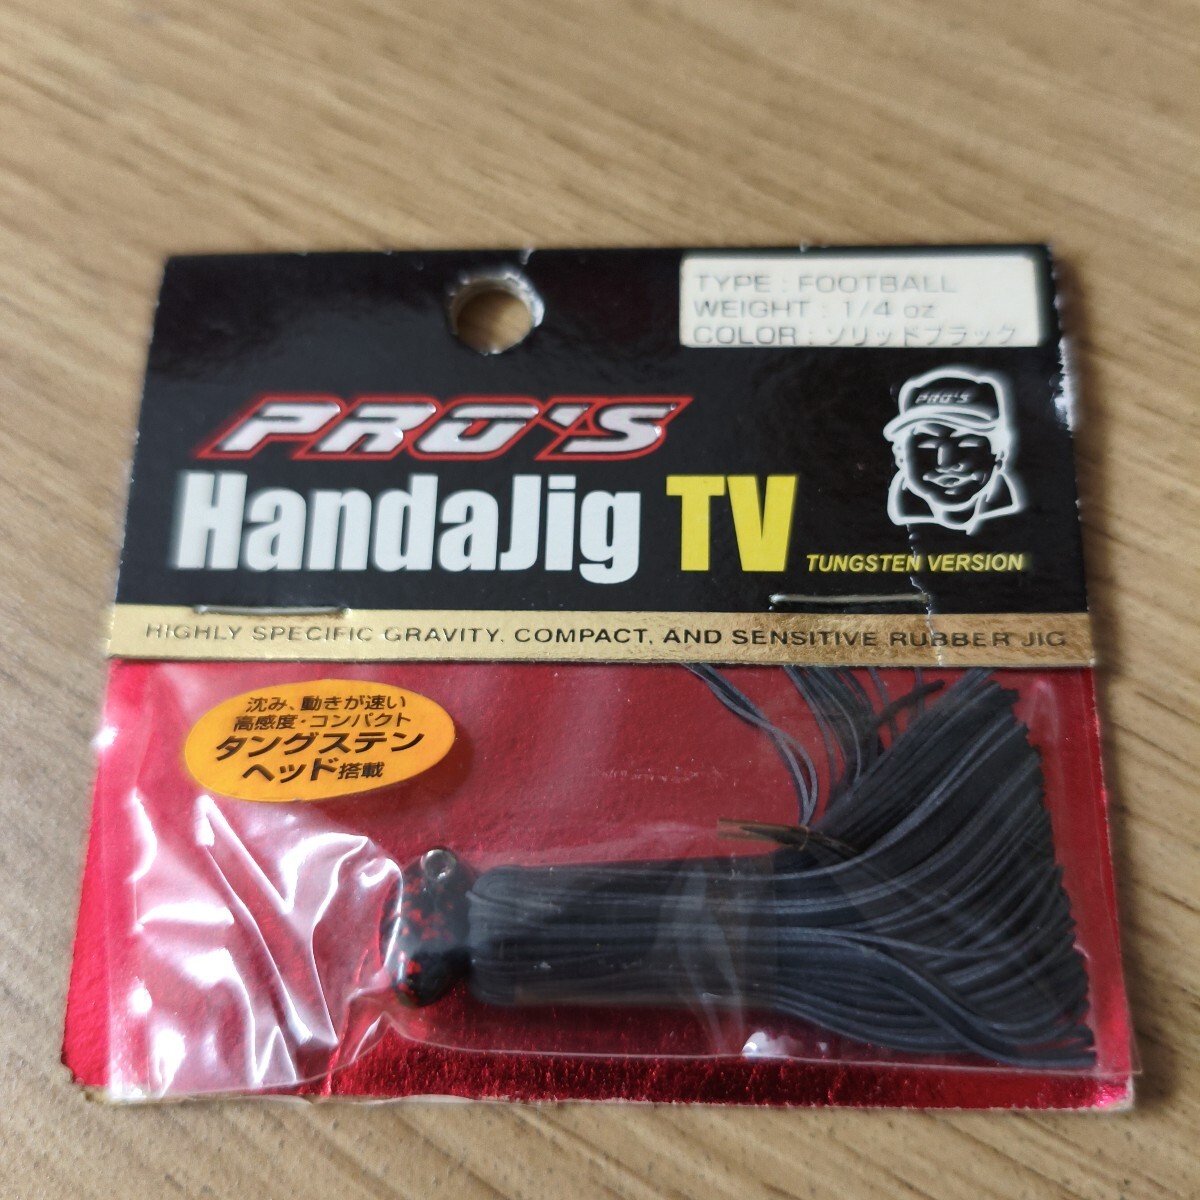 TYPE : FOOTBALL
WEIGHT : 1/4 oz
COLOR : ソリッドブラック
PRO'S
PRO'S
HandaJig TV
TUNGSTEN VERSION
HIGHLY SPECIFIC GRAVITY, COMPACT, AND SENSITIVE RUBBER JIG
沈み、動きが速い
高感度・コンパクト
タングステン
ヘッド搭載